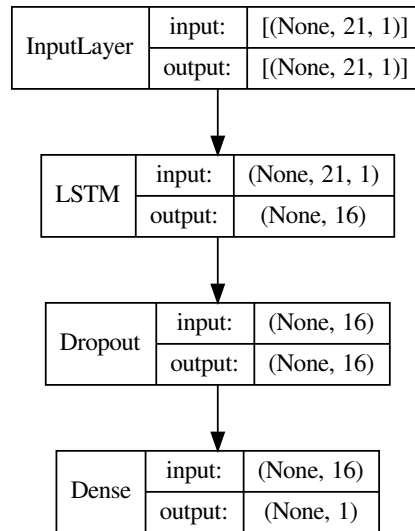 InputLayer
input: [(None, 21, 1)]
output: [(None, 21, 1)]
LSTM
input: (None, 21, 1)
output: (None, 16)
Dropout
input: (None, 16)
output: (None, 16)
Dense
input: (None, 16)
output: (None, 1)